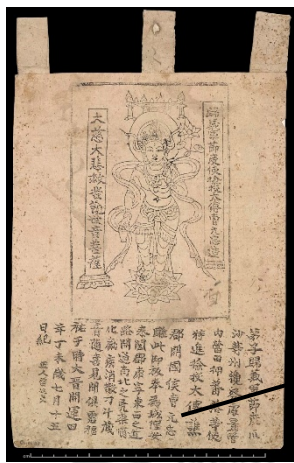 歸義軍節度使檢校太傅曹元忠造
大慈大悲救苦觀世音菩薩
弟子歸義軍節度瓜
沙等州觀察處置管
內營田押蕃落等使
特進檢校太傅譙
郡開國侯曹元忠
雕此印板奉為城隍安
泰闔郡康寧東西之道
路開通南北之凶渠順
化癘疾消散刁斗藏
音隨喜見聞俱霑福
祐于時大晉開運四
年丁未歲七月十五
日紀 匠人雷延美